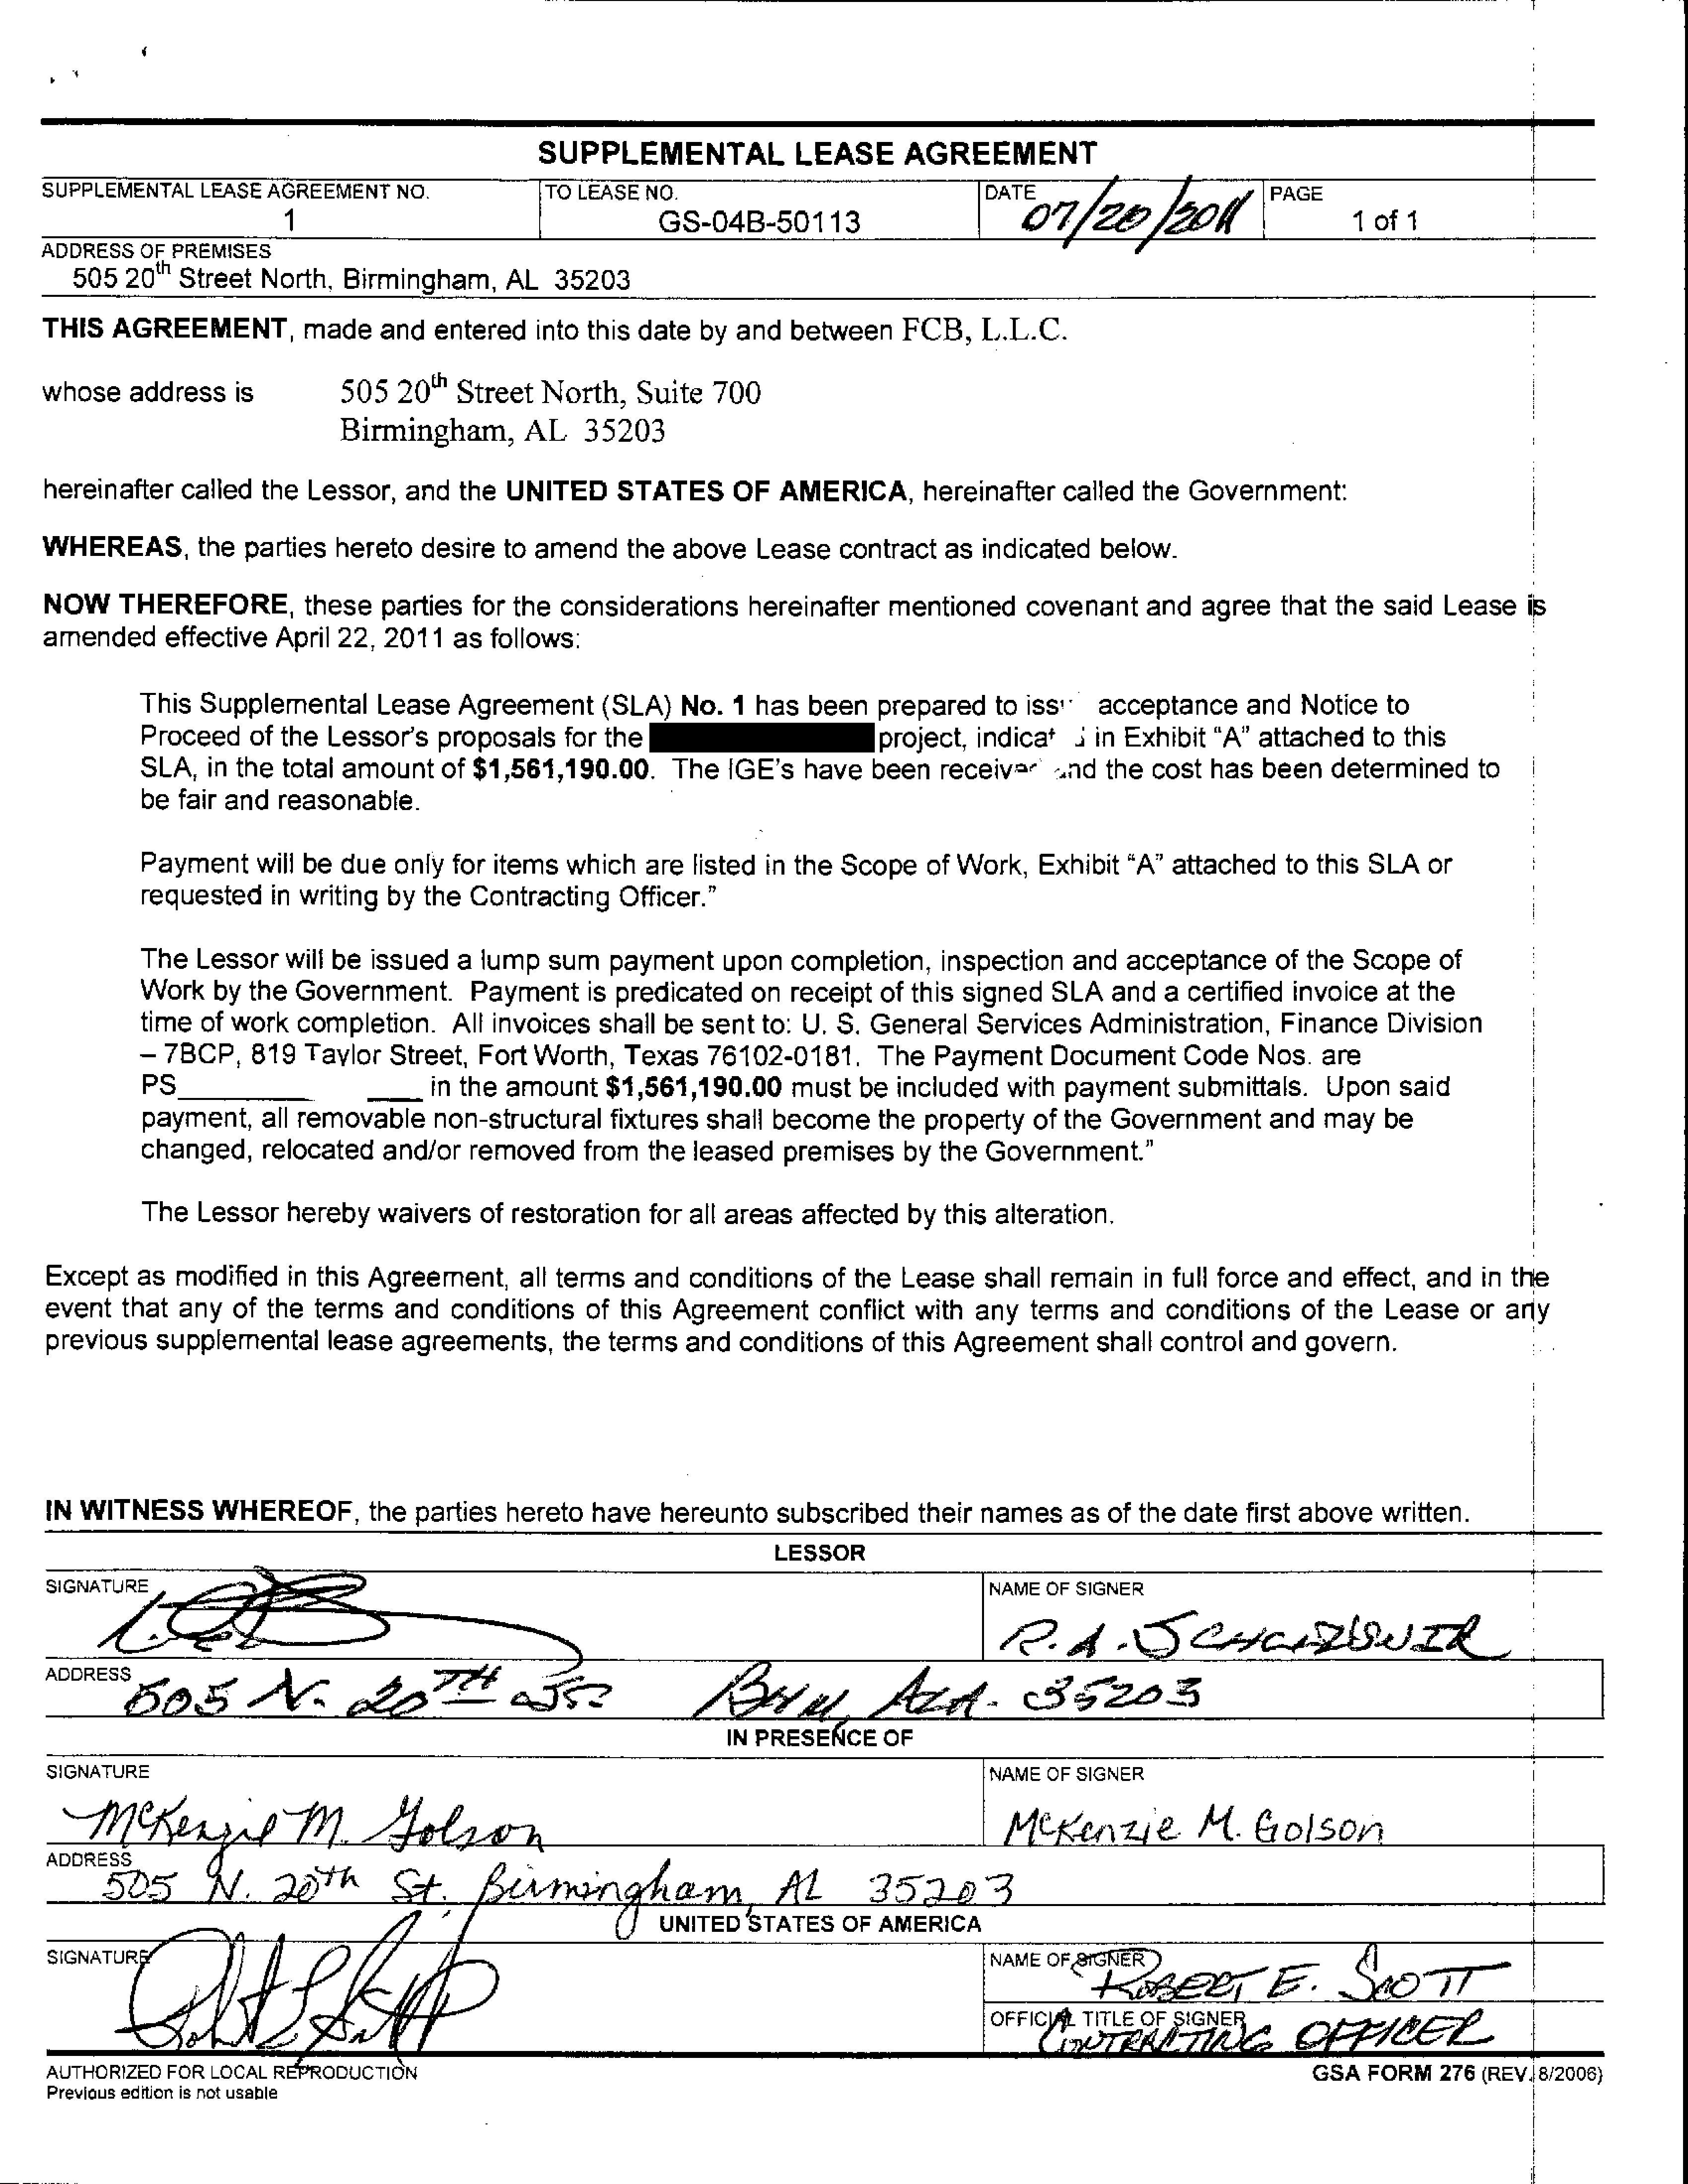 SUPPLEMENTAL LEASE AGREEMENT
SUPPLEMENTAL LEASE AGREEMENT NO. TO LEASE NO. DATE PAGE
1 GS-04B-50113 07/20/2011 1 of 1
ADDRESS OF PREMISES
505 20th Street North, Birmingham, AL 35203
THIS AGREEMENT, made and entered into this date by and between FCB, L.L.C.
whose address is 505 20th Street North, Suite 700
Birmingham, AL 35203
hereinafter called the Lessor, and the UNITED STATES OF AMERICA, hereinafter called the Government:
WHEREAS, the parties hereto desire to amend the above Lease contract as indicated below.
NOW THEREFORE, these parties for the considerations hereinafter mentioned covenant and agree that the said Lease is
amended effective April 22, 2011 as follows:
This Supplemental Lease Agreement (SLA) No. 1 has been prepared to acceptance and Notice to
Proceed of the Lessor's proposals for the project, in Exhibit "A" attached to this
SLA, in the total amount of $1,561,190.00. The IGE's have been and the cost has been determined to
be fair and reasonable.
Payment will be due only for items which are listed in the Scope of Work, Exhibit "A" attached to this SLA or
requested in writing by the Contracting Officer."
The Lessor will be issued a lump sum payment upon completion, inspection and acceptance of the Scope of
Work by the Government. Payment is predicated on receipt of this signed SLA and a certified invoice at the
time of work completion. All invoices shall be sent to: U. S. General Services Administration, Finance Division
– 7BCP, 819 Taylor Street, Fort Worth, Texas 76102-0181. The Payment Document Code Nos. are
PS in the amount $1,561,190.00 must be included with payment submittals. Upon said
payment, all removable non-structural fixtures shall become the property of the Government and may be
changed, relocated and/or removed from the leased premises by the Government."
The Lessor hereby waivers of restoration for all areas affected by this alteration.
Except as modified in this Agreement, all terms and conditions of the Lease shall remain in full force and effect, and in the
event that any of the terms and conditions of this Agreement conflict with any terms and conditions of the Lease or any
previous supplemental lease agreements, the terms and conditions of this Agreement shall control and govern.
IN WITNESS WHEREOF, the parties hereto have hereunto subscribed their names as of the date first above written.
LESSOR
SIGNATURE NAME OF SIGNER
R.A.
ADDRESS
505 N. 20TH 35203
IN PRESENCE OF
SIGNATURE NAME OF SIGNER
McKenzie M. Golson McKenzie M. Golson
ADDRESS
505 N. 20th St. Birmingham, AL 35203
UNITED STATES OF AMERICA
SIGNATURE NAME OF SIGNER
ROBERT E. SCOTT
OFFICIAL TITLE OF SIGNER
CONTRACTING OFFICER
AUTHORIZED FOR LOCAL REPRODUCTION GSA FORM 276 (REV. 8/2006)
Previous edition is not usable